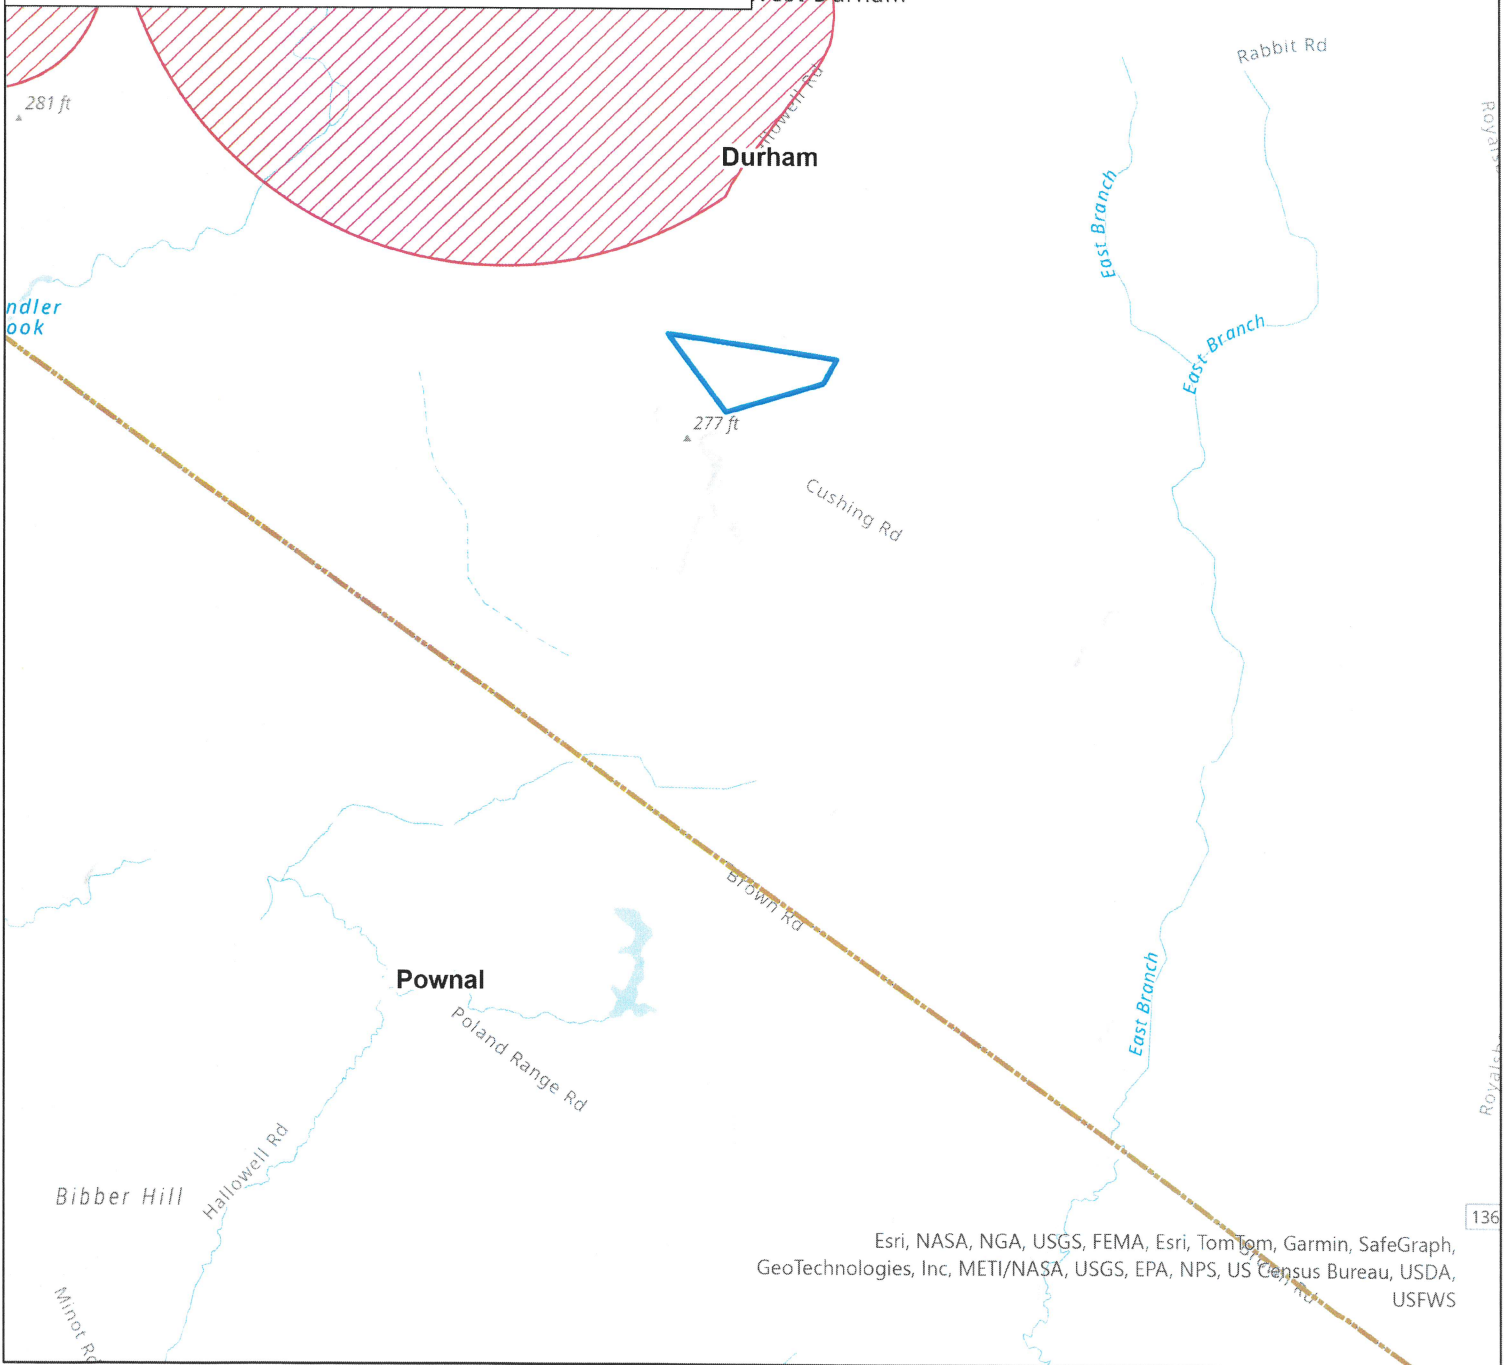 Rabbit Rd
281 ft
Durham
East Branch
ndler
ook
East Branch
277 ft
Cushing Rd
Brown Rd
East Branch
Pownal
Poland Range Rd
Hallowell Rd
Bibber Hill
136
Esri, NASA, NGA, USGS, FEMA, Esri, TomTom, Garmin, SafeGraph,
GeoTechnologies, Inc, METI/NASA, USGS, EPA, NPS, US Census Bureau, USDA,
USFWS
Minot Rd